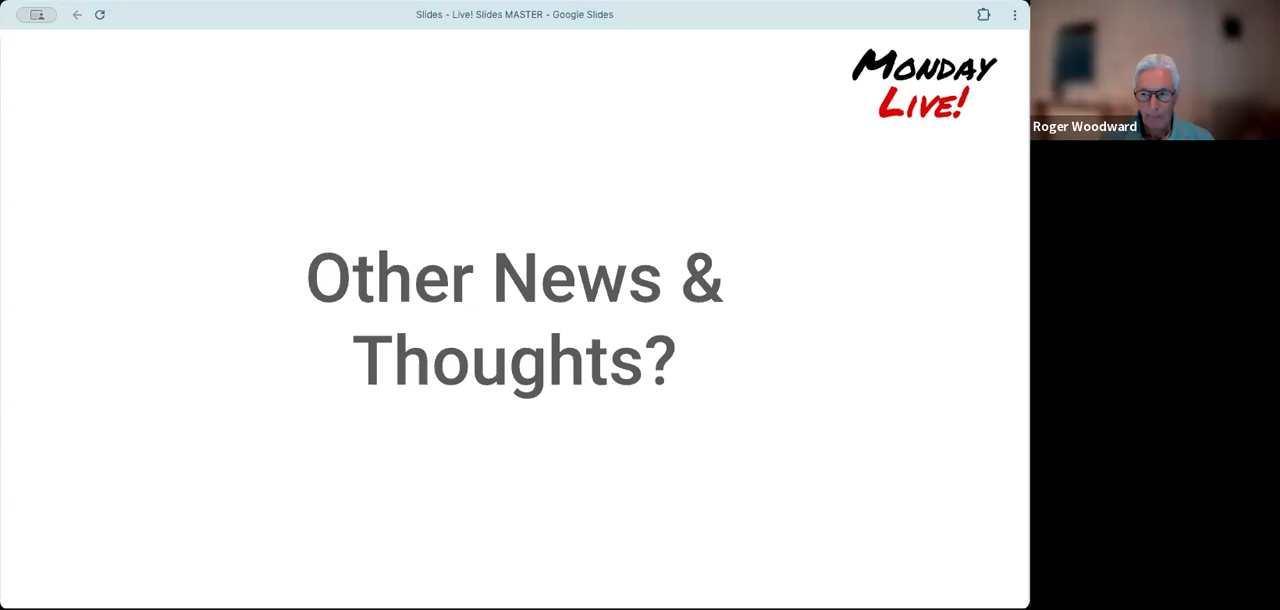 Slides - Live! Slides MASTER - Google Slides
MONDAY
LIVE!
Roger Woodward
Other News &
Thoughts?